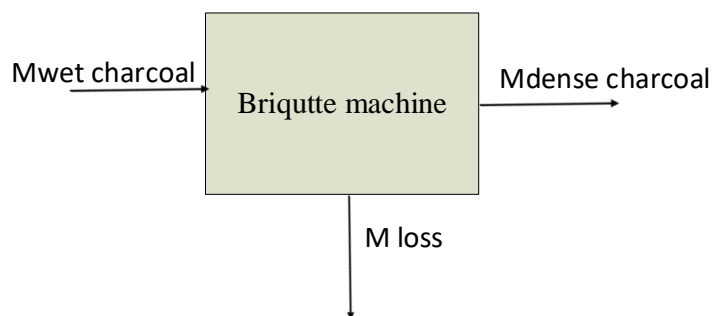 Mwet charcoal
Briqutte machine
Mdense charcoal
M loss